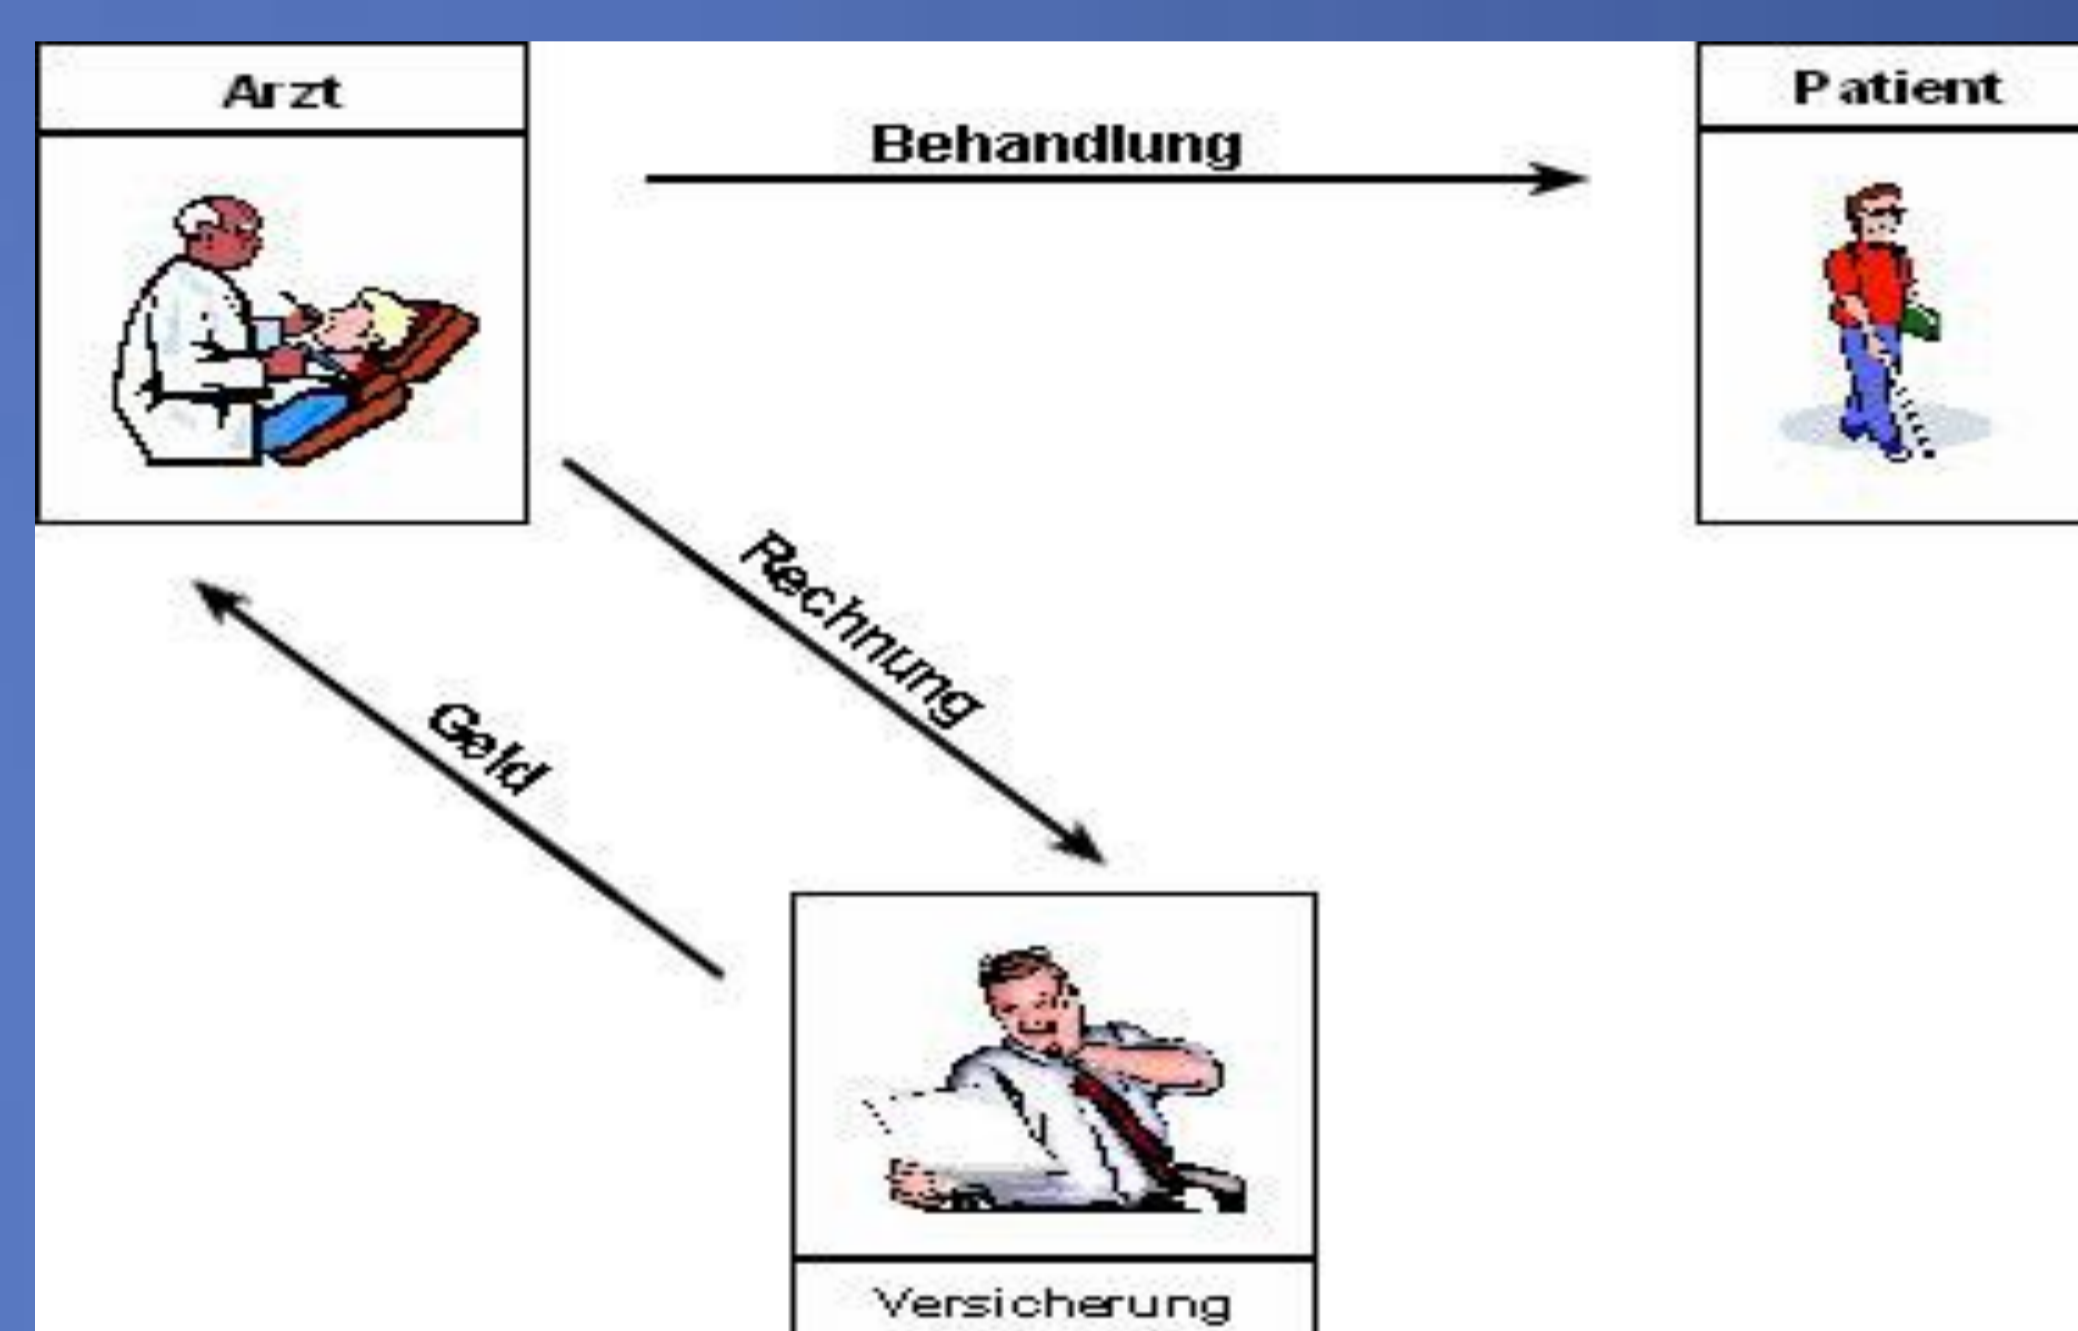 Arzt
Patient
Behandlung
Rechnung
Geld
Versicherung